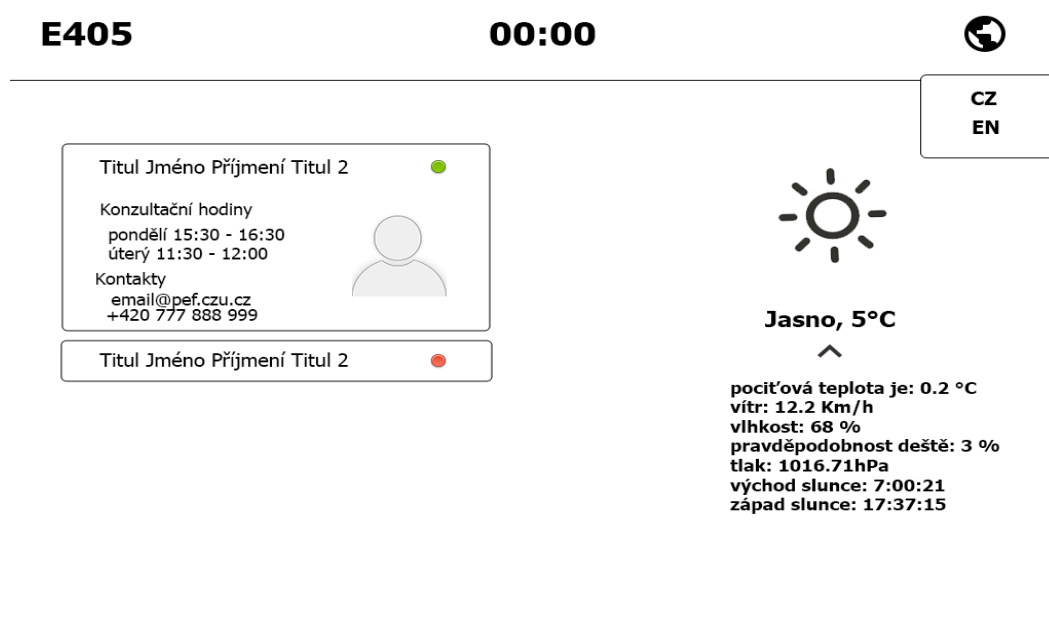 E405
00:00
CZ
EN
Titul Jméno Příjmení Titul 2
Konzultační hodiny
pondělí 15:30 - 16:30
úterý 11:30 - 12:00
Kontakty
email@pef.czu.cz
+420 777 888 999
Titul Jméno Příjmení Titul 2
Jasno, 5°C
pociťová teplota je: 0.2 °C
vítr: 12.2 Km/h
vlhkost: 68 %
pravděpodobnost deště: 3 %
tlak: 1016.71hPa
východ slunce: 7:00:21
západ slunce: 17:37:15